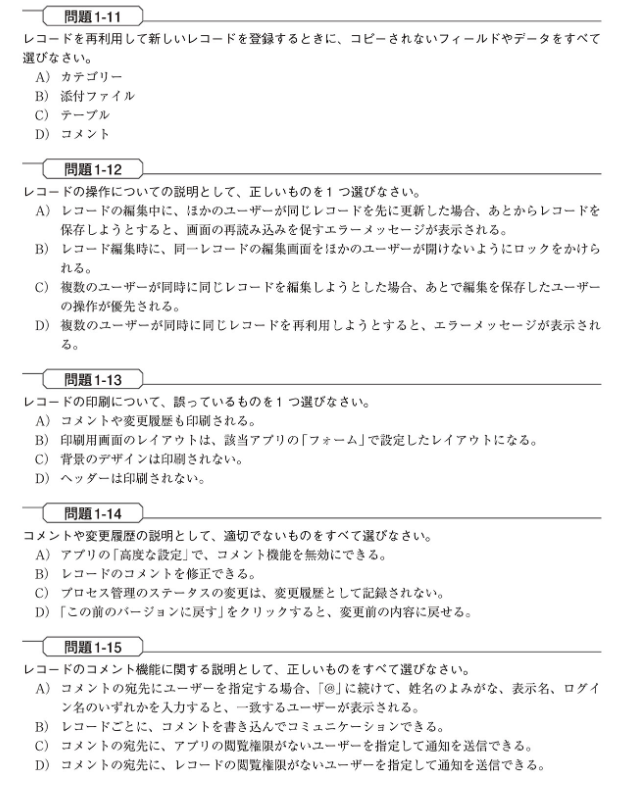 問題1-11
レコードを再利用して新しいレコードを登録するときに、コピーされないフィールドやデータをすべて
選びなさい。
A) カテゴリー
B) 添付ファイル
C) テーブル
D) コメント
問題1-12
レコードの操作についての説明として、正しいものを1 つ選びなさい。
A) レコードの編集中に、ほかのユーザーが同じレコードを先に更新した場合、あとからレコードを
保存しようとすると、画面の再読み込みを促すエラーメッセージが表示される。
B) レコード編集時に、同一レコードの編集画面をほかのユーザーが開けないようにロックをかけら
れる。
C) 複数のユーザーが同時に同じレコードを編集しようとした場合、あとで編集を保存したユーザー
の操作が優先される。
D) 複数のユーザーが同時に同じレコードを再利用しようとすると、エラーメッセージが表示され
る。
問題1-13
レコードの印刷について、誤っているものを1 つ選びなさい。
A) コメントや変更履歴も印刷される。
B) 印刷用画面のレイアウトは、該当アプリの「フォーム」で設定したレイアウトになる。
C) 背景のデザインは印刷されない。
D) ヘッダーは印刷されない。
問題1-14
コメントや変更履歴の説明として、適切でないものをすべて選びなさい。
A) アプリの「高度な設定」で、コメント機能を無効にできる。
B) レコードのコメントを修正できる。
C) プロセス管理のステータスの変更は、変更履歴として記録されない。
D) 「この前のバージョンに戻す」をクリックすると、変更前の内容に戻せる。
問題1-15
レコードのコメント機能に関する説明として、正しいものをすべて選びなさい。
A) コメントの宛先にユーザーを指定する場合、「@」に続けて、姓名のよみがな、表示名、ログイ
ン名のいずれかを入力すると、一致するユーザーが表示される。
B) レコードごとに、コメントを書き込んでコミュニケーションできる。
C) コメントの宛先に、アプリの閲覧権限がないユーザーを指定して通知を送信できる。
D) コメントの宛先に、レコードの閲覧権限がないユーザーを指定して通知を送信できる。